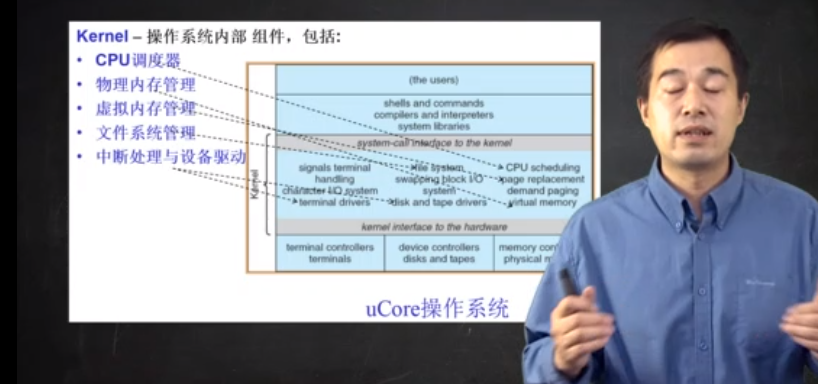 Kernel – 操作系统内部 组件，包括:
• CPU调度器
• 物理内存管理
• 虚拟内存管理
• 文件系统管理
• 中断处理与设备驱动
(the users)
shells and commands
compilers and interpreters
system libraries
system-call interface to the kernel
Kernel
signals terminal
handling
character I/O system
terminal drivers
file system
swapping block I/O
system
disk and tape drivers
CPU scheduling
page replacement
demand paging
virtual memory
kernel interface to the hardware
terminal controllers
terminals
device controllers
disks and tapes
memory
physical
uCore操作系统